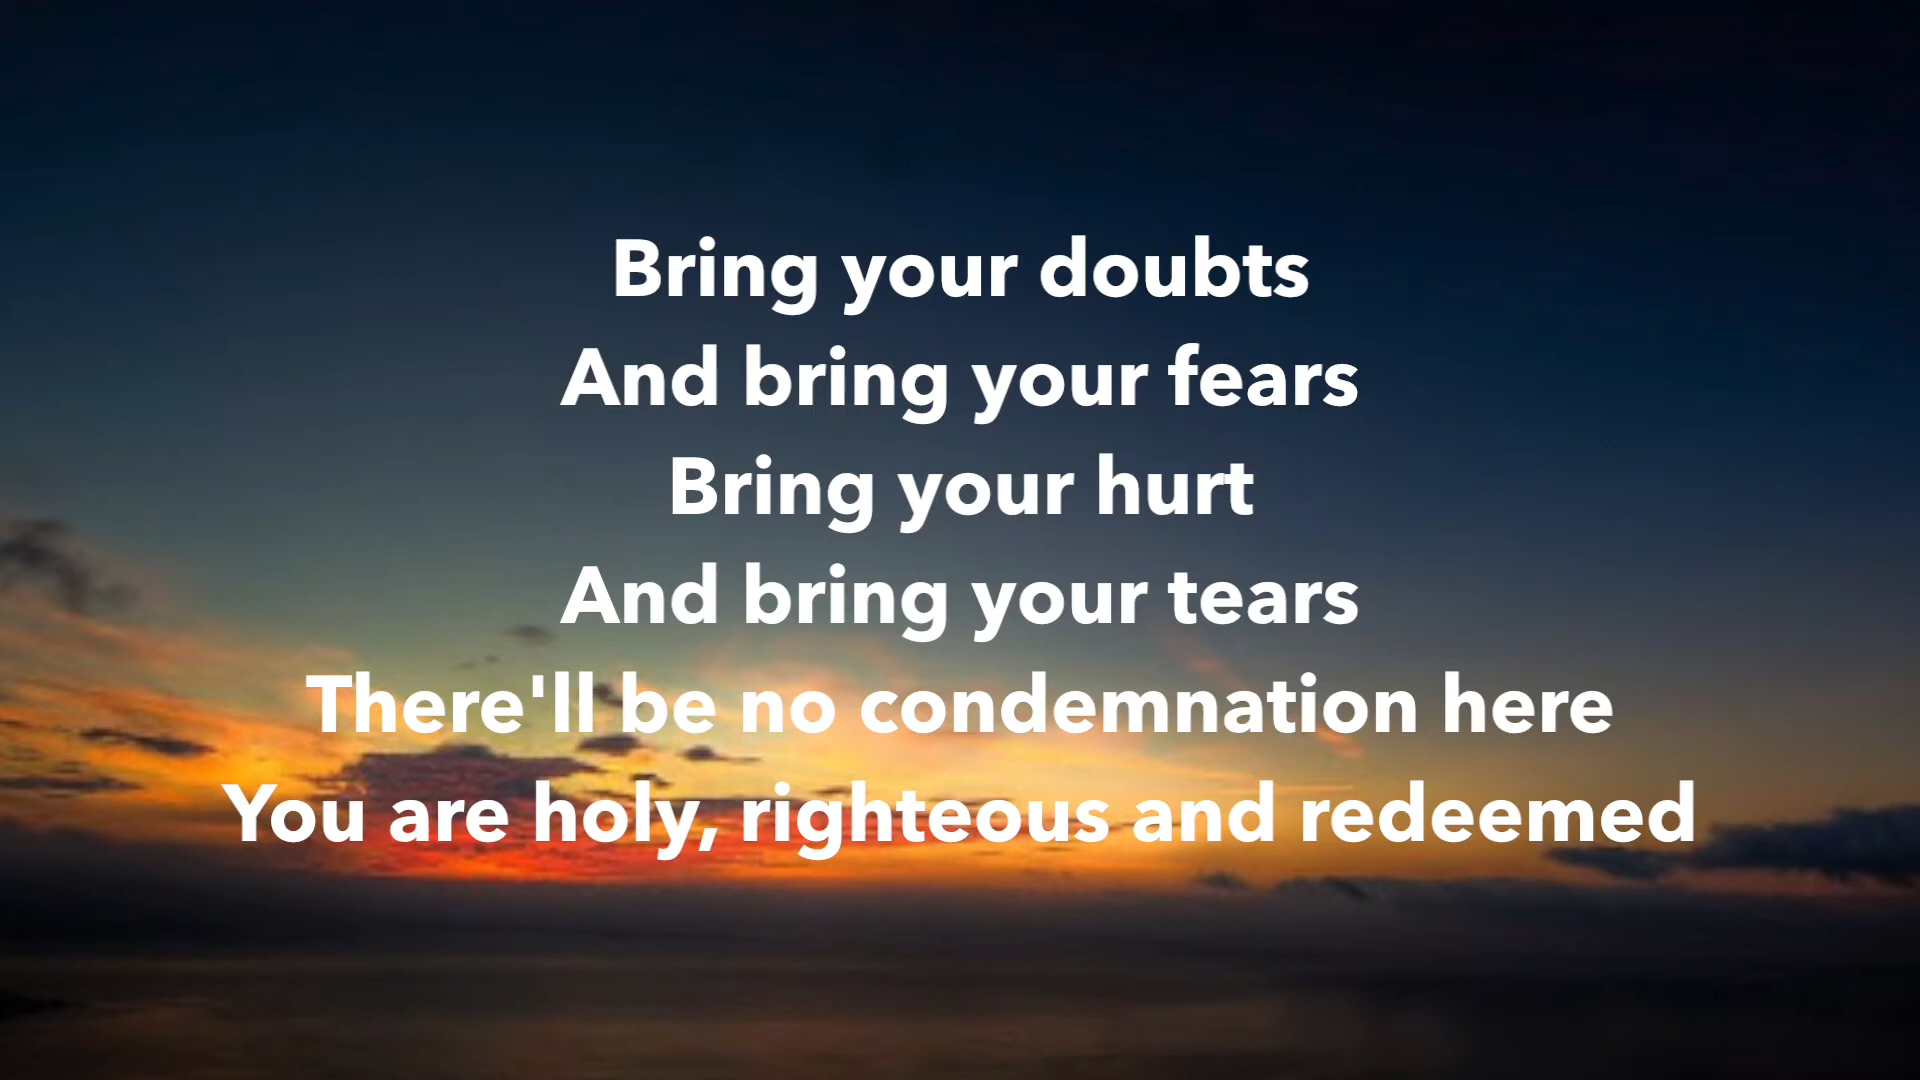 Bring your doubts
And bring your fears
Bring your hurt
And bring your tears
There'll be no condemnation here
You are holy, righteous and redeemed